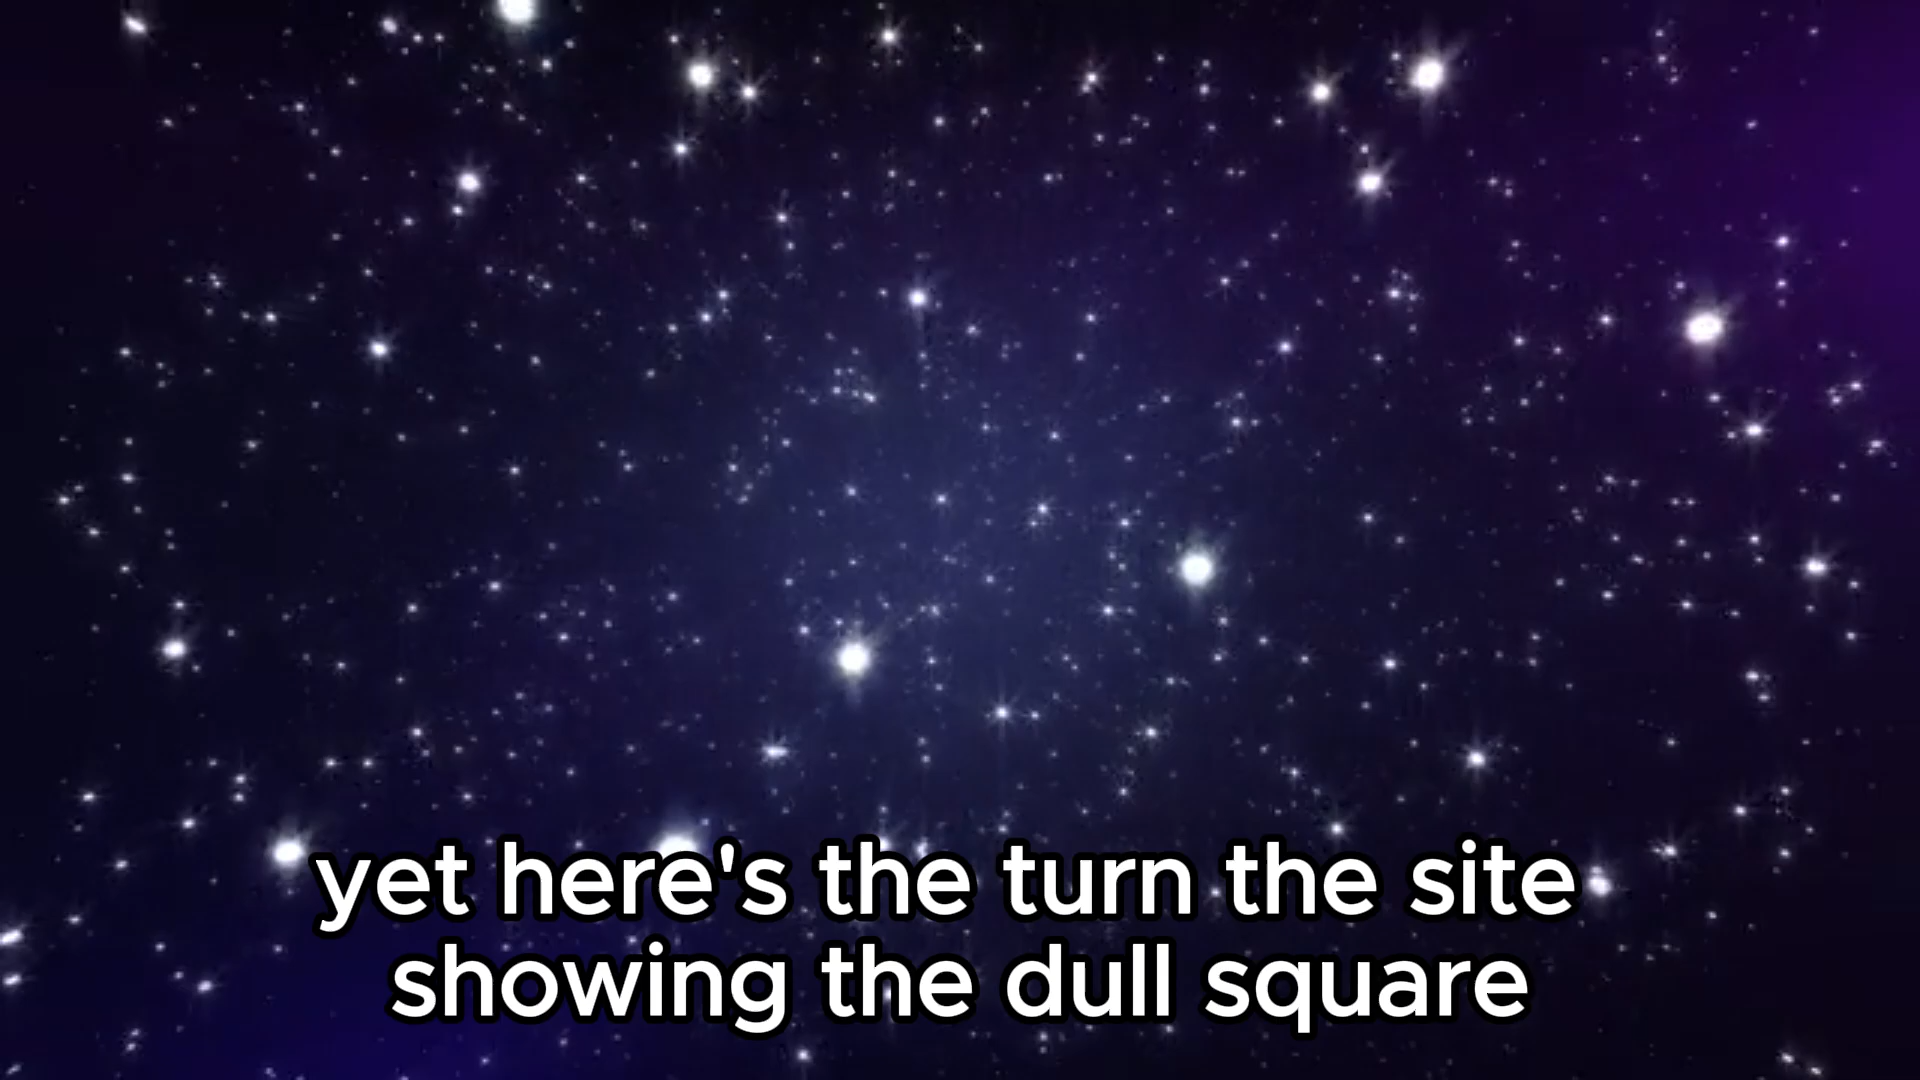 yet here's the turn the site
showing the dull square